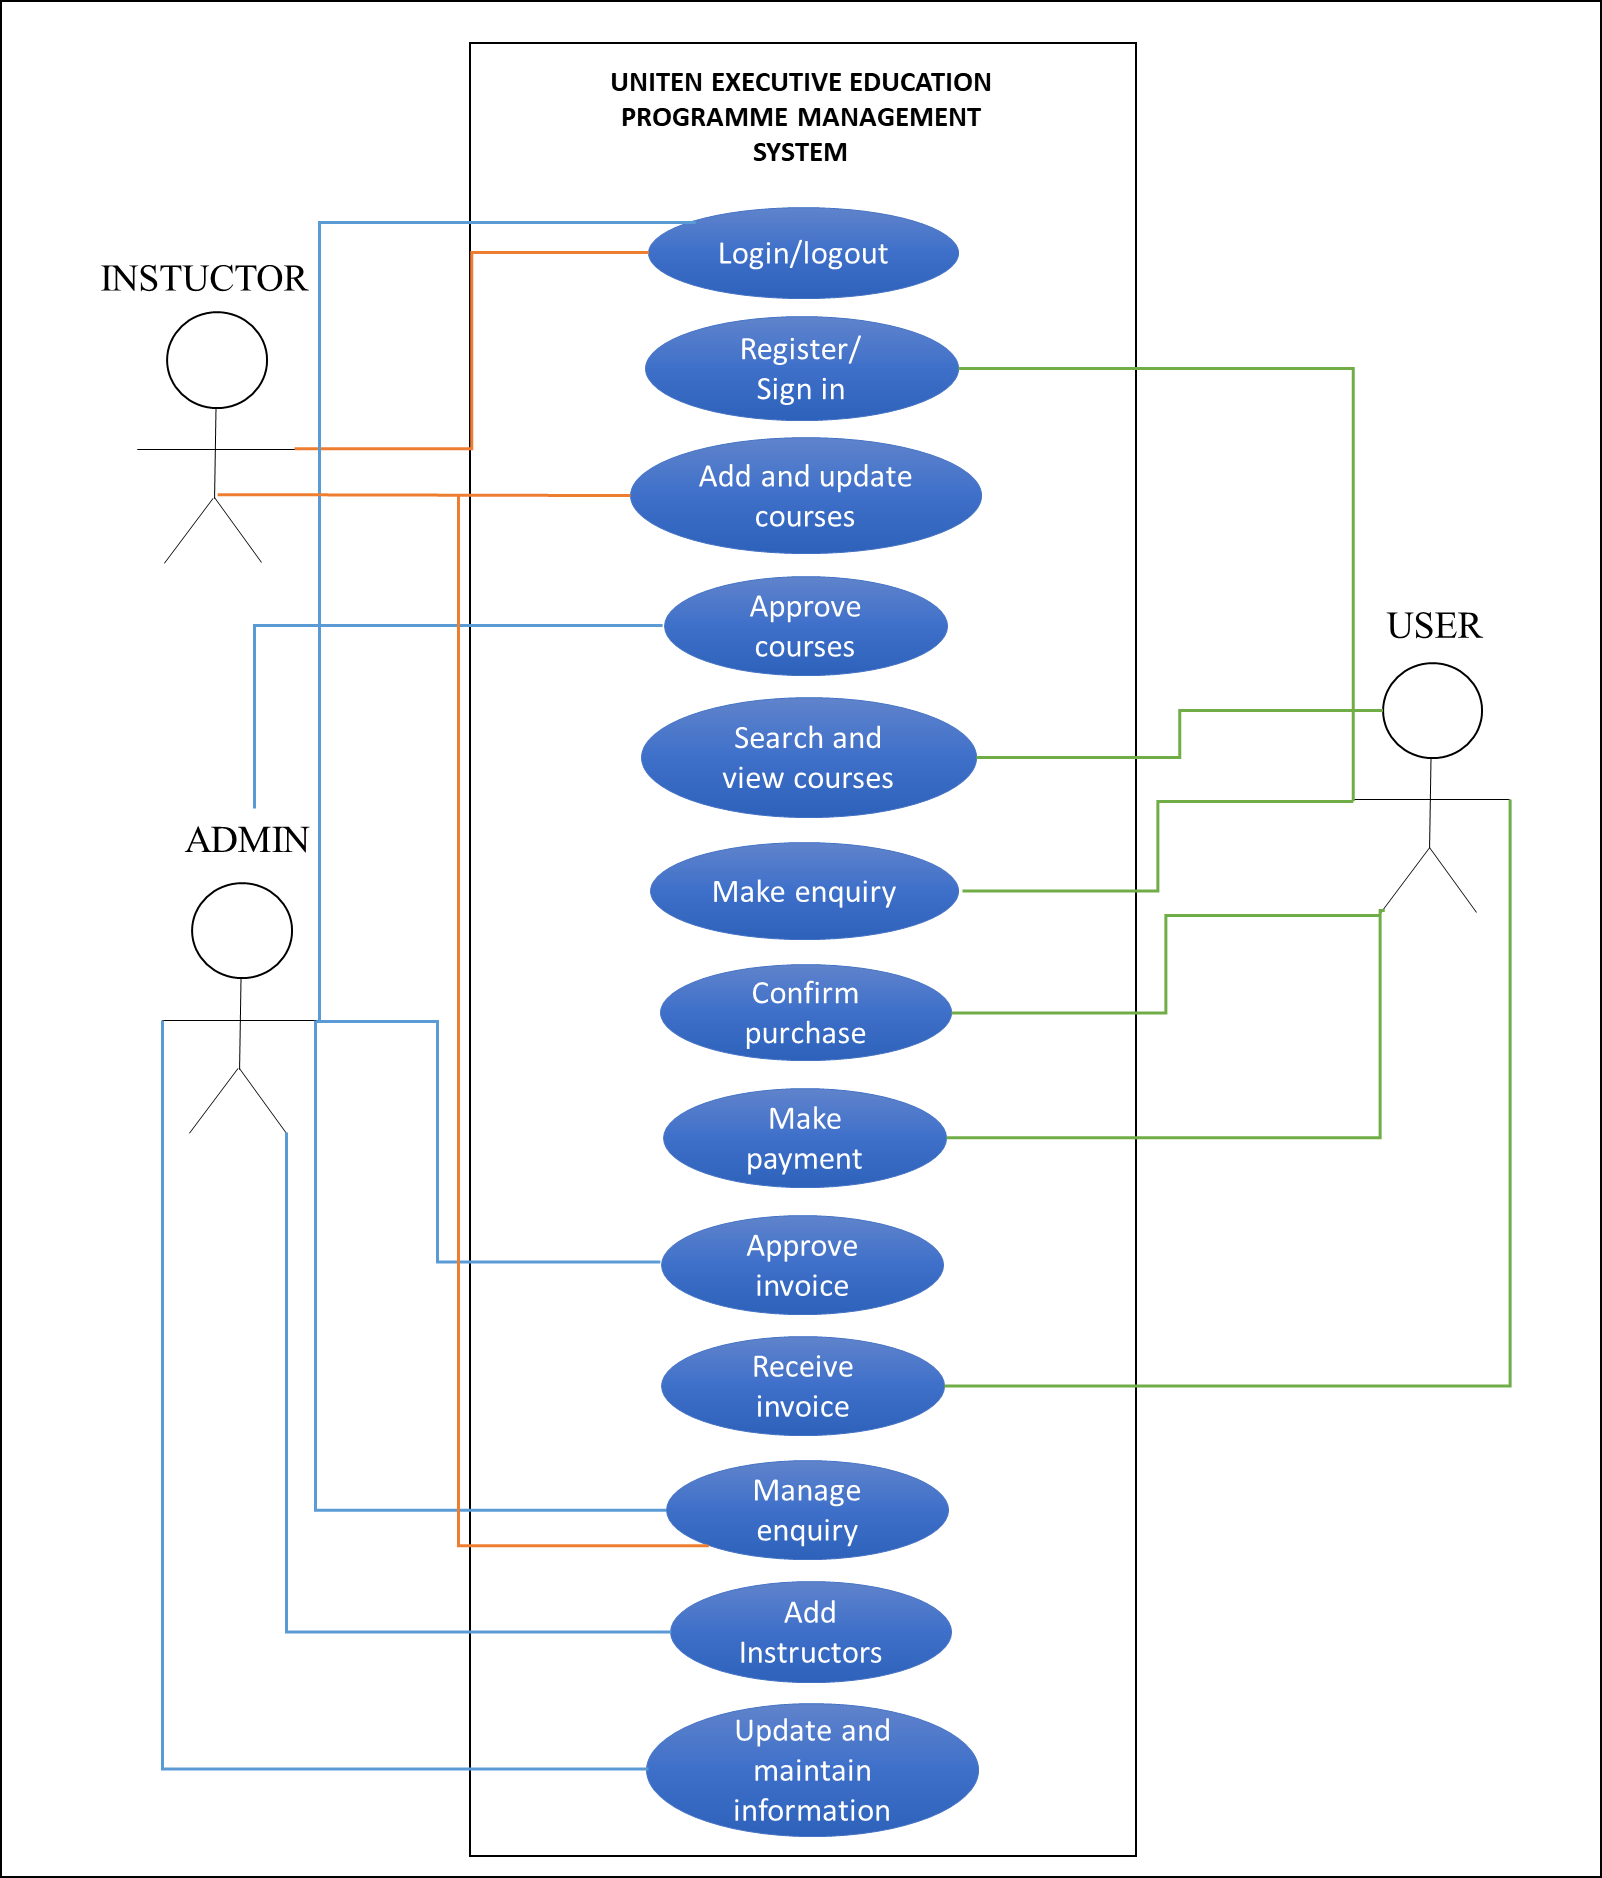 UNITEN EXECUTIVE EDUCATION
PROGRAMME MANAGEMENT
SYSTEM
Login/logout
INSTUCTOR
Register/
Sign in
Add and update
courses
Approve
courses
USER
Search and
view courses
ADMIN
Make enquiry
Confirm
purchase
Make
payment
Approve
invoice
Receive
invoice
Manage
enquiry
Add
Instructors
Update and
maintain
information